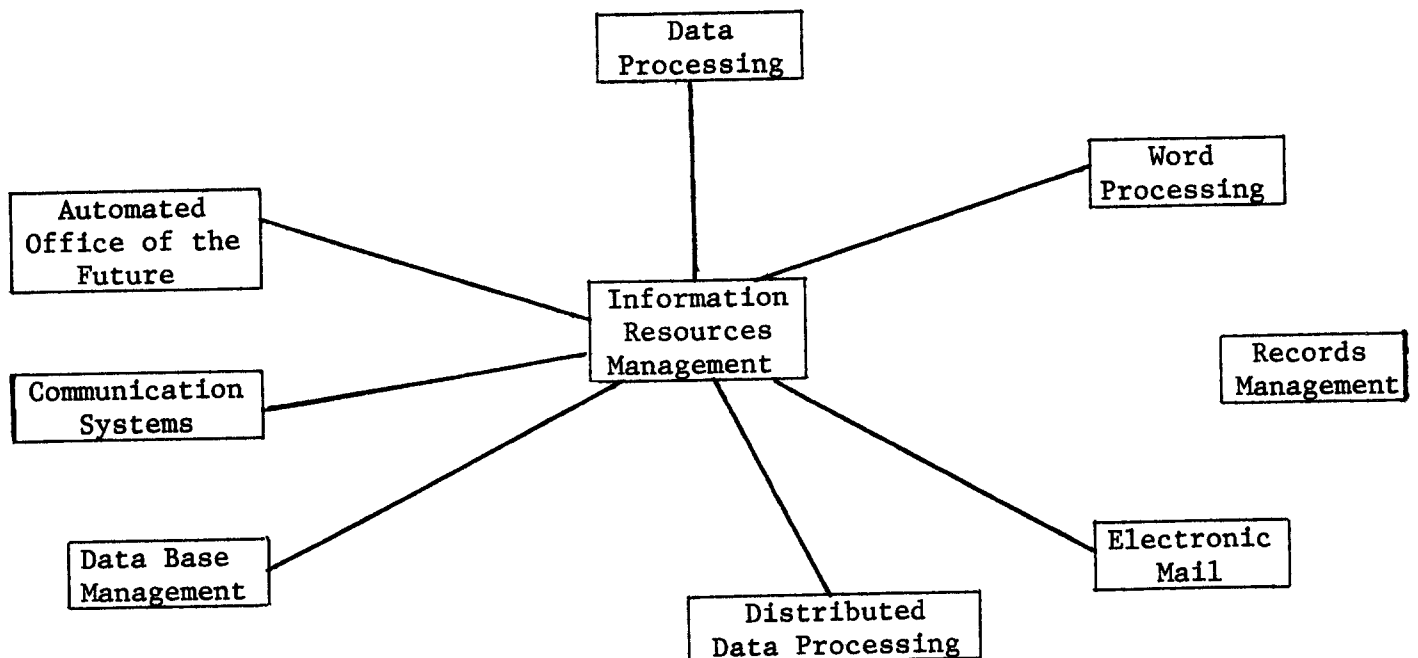 Data
Processing
Word
Processing
Automated
Office of the
Future
Information
Resources
Management
Records
Management
Communication
Systems
Electronic
Mail
Data Base
Management
Distributed
Data Processing